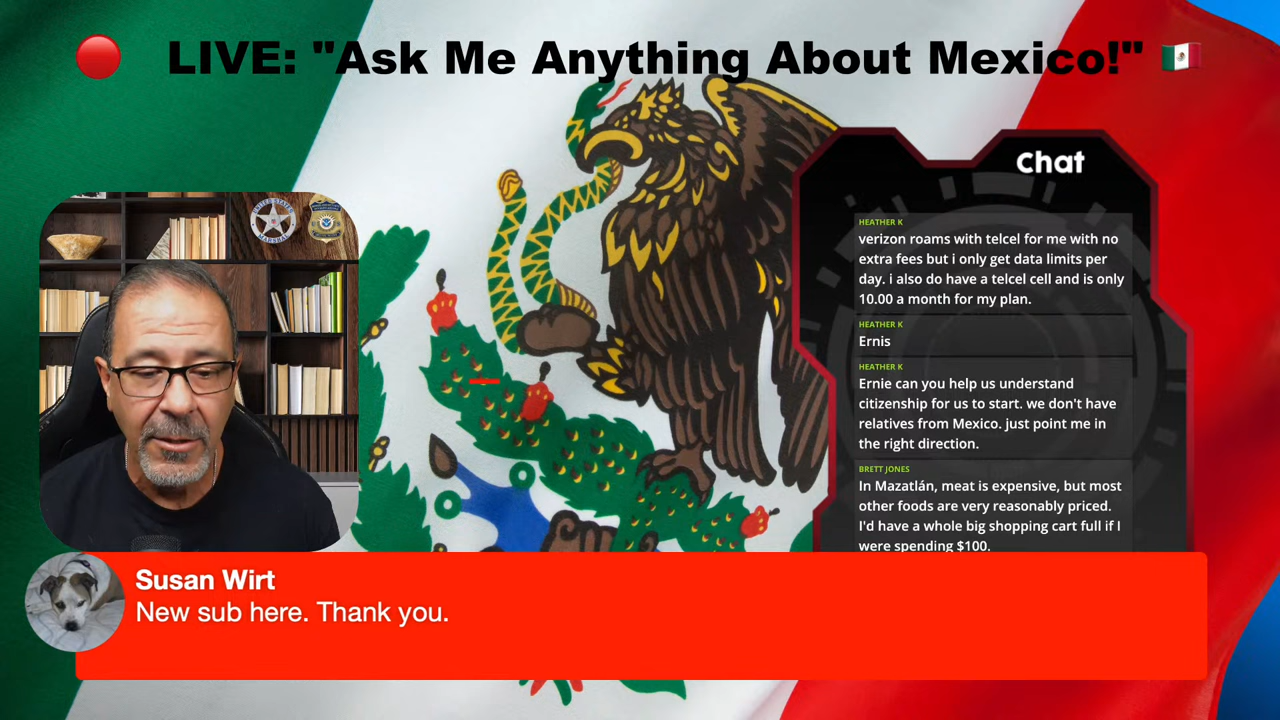 LIVE: "Ask Me Anything About Mexico!"
Chat
HEATHER K
verizon roams with telcel for me with no
extra fees but i only get data limits per
day. i also do have a telcel cell and is only
10.00 a month for my plan.
HEATHER K
Ernis
HEATHER K
Ernie can you help us understand
citizenship for us to start. we don't have
relatives from Mexico. just point me in
the right direction.
BRETT JONES
In Mazatlán, meat is expensive, but most
other foods are very reasonably priced.
I'd have a whole big shopping cart full if I
were spending $100.
Susan Wirt
New sub here. Thank you.